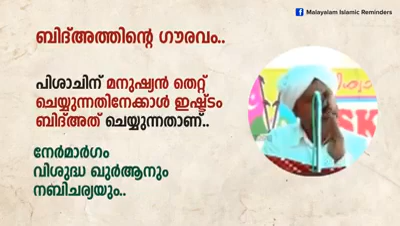 Malayalam Islamic Reminders
ബിദ്അത്തിന്റെ ഗൗരവം..
പിശാചിന് മനുഷ്യൻ തെറ്റ്
ചെയ്യുന്നതിനേക്കാൾ ഇഷ്ട്ടം
ബിദ്അത് ചെയ്യുന്നതാണ്..
നേർമാർഗം
വിശുദ്ധ ഖുർആനും
നബിചര്യയും..